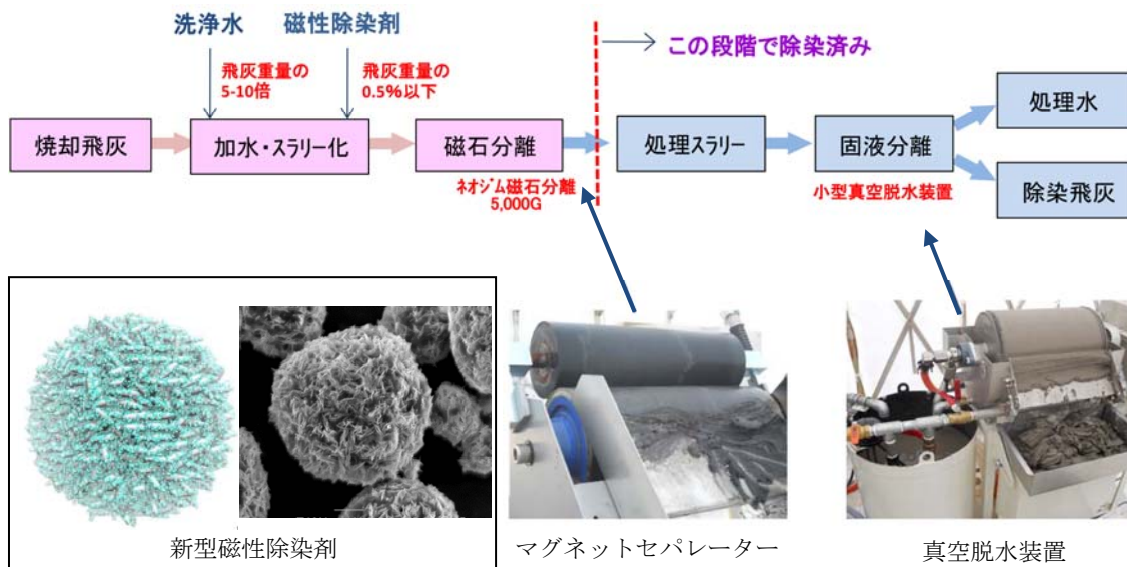 洗浄水
磁性除染剤
この段階で除染済み
飛灰重量の
5-10倍
飛灰重量の
0.5%以下
焼却飛灰
加水・スラリー化
磁石分離
処理スラリー
固液分離
処理水
除染飛灰
ネオジム磁石分離
5,000G
小型真空脱水装置
新型磁性除染剤
マグネットセパレーター
真空脱水装置